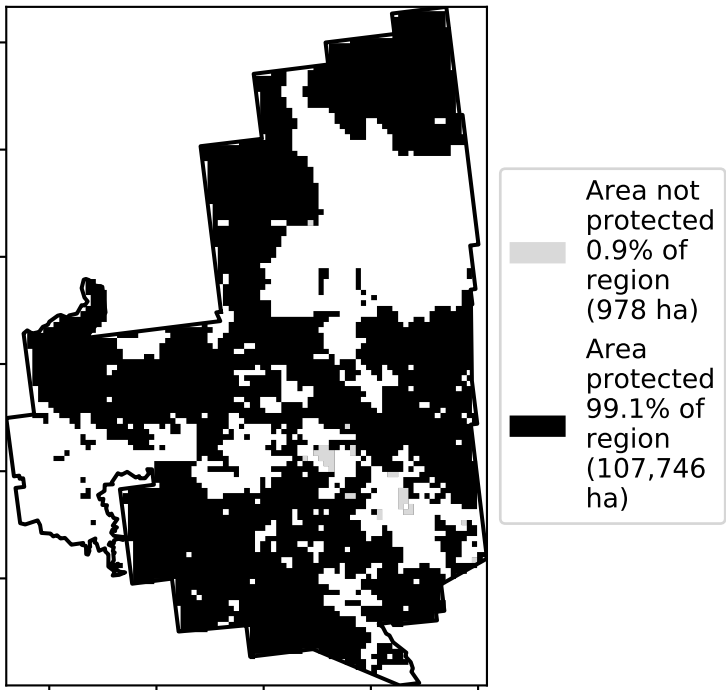 Area not
protected
0.9% of
region
(978 ha)
Area
protected
99.1% of
region
(107,746
ha)